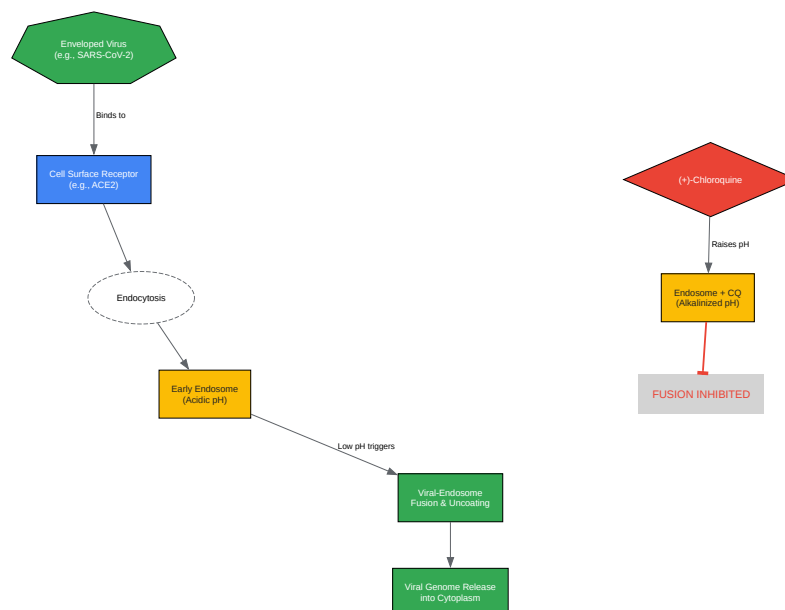 Enveloped Virus
(e.g., SARS-CoV-2)
Binds to
Cell Surface Receptor
(e.g., ACE2)
Endocytosis
Early Endosome
(Acidic pH)
Low pH triggers
Viral-Endosome
Fusion & Uncoating
Viral Genome Release
into Cytoplasm
(+)-Chloroquine
Raises pH
Endosome + CQ
(Alkalinized pH)
FUSION INHIBITED